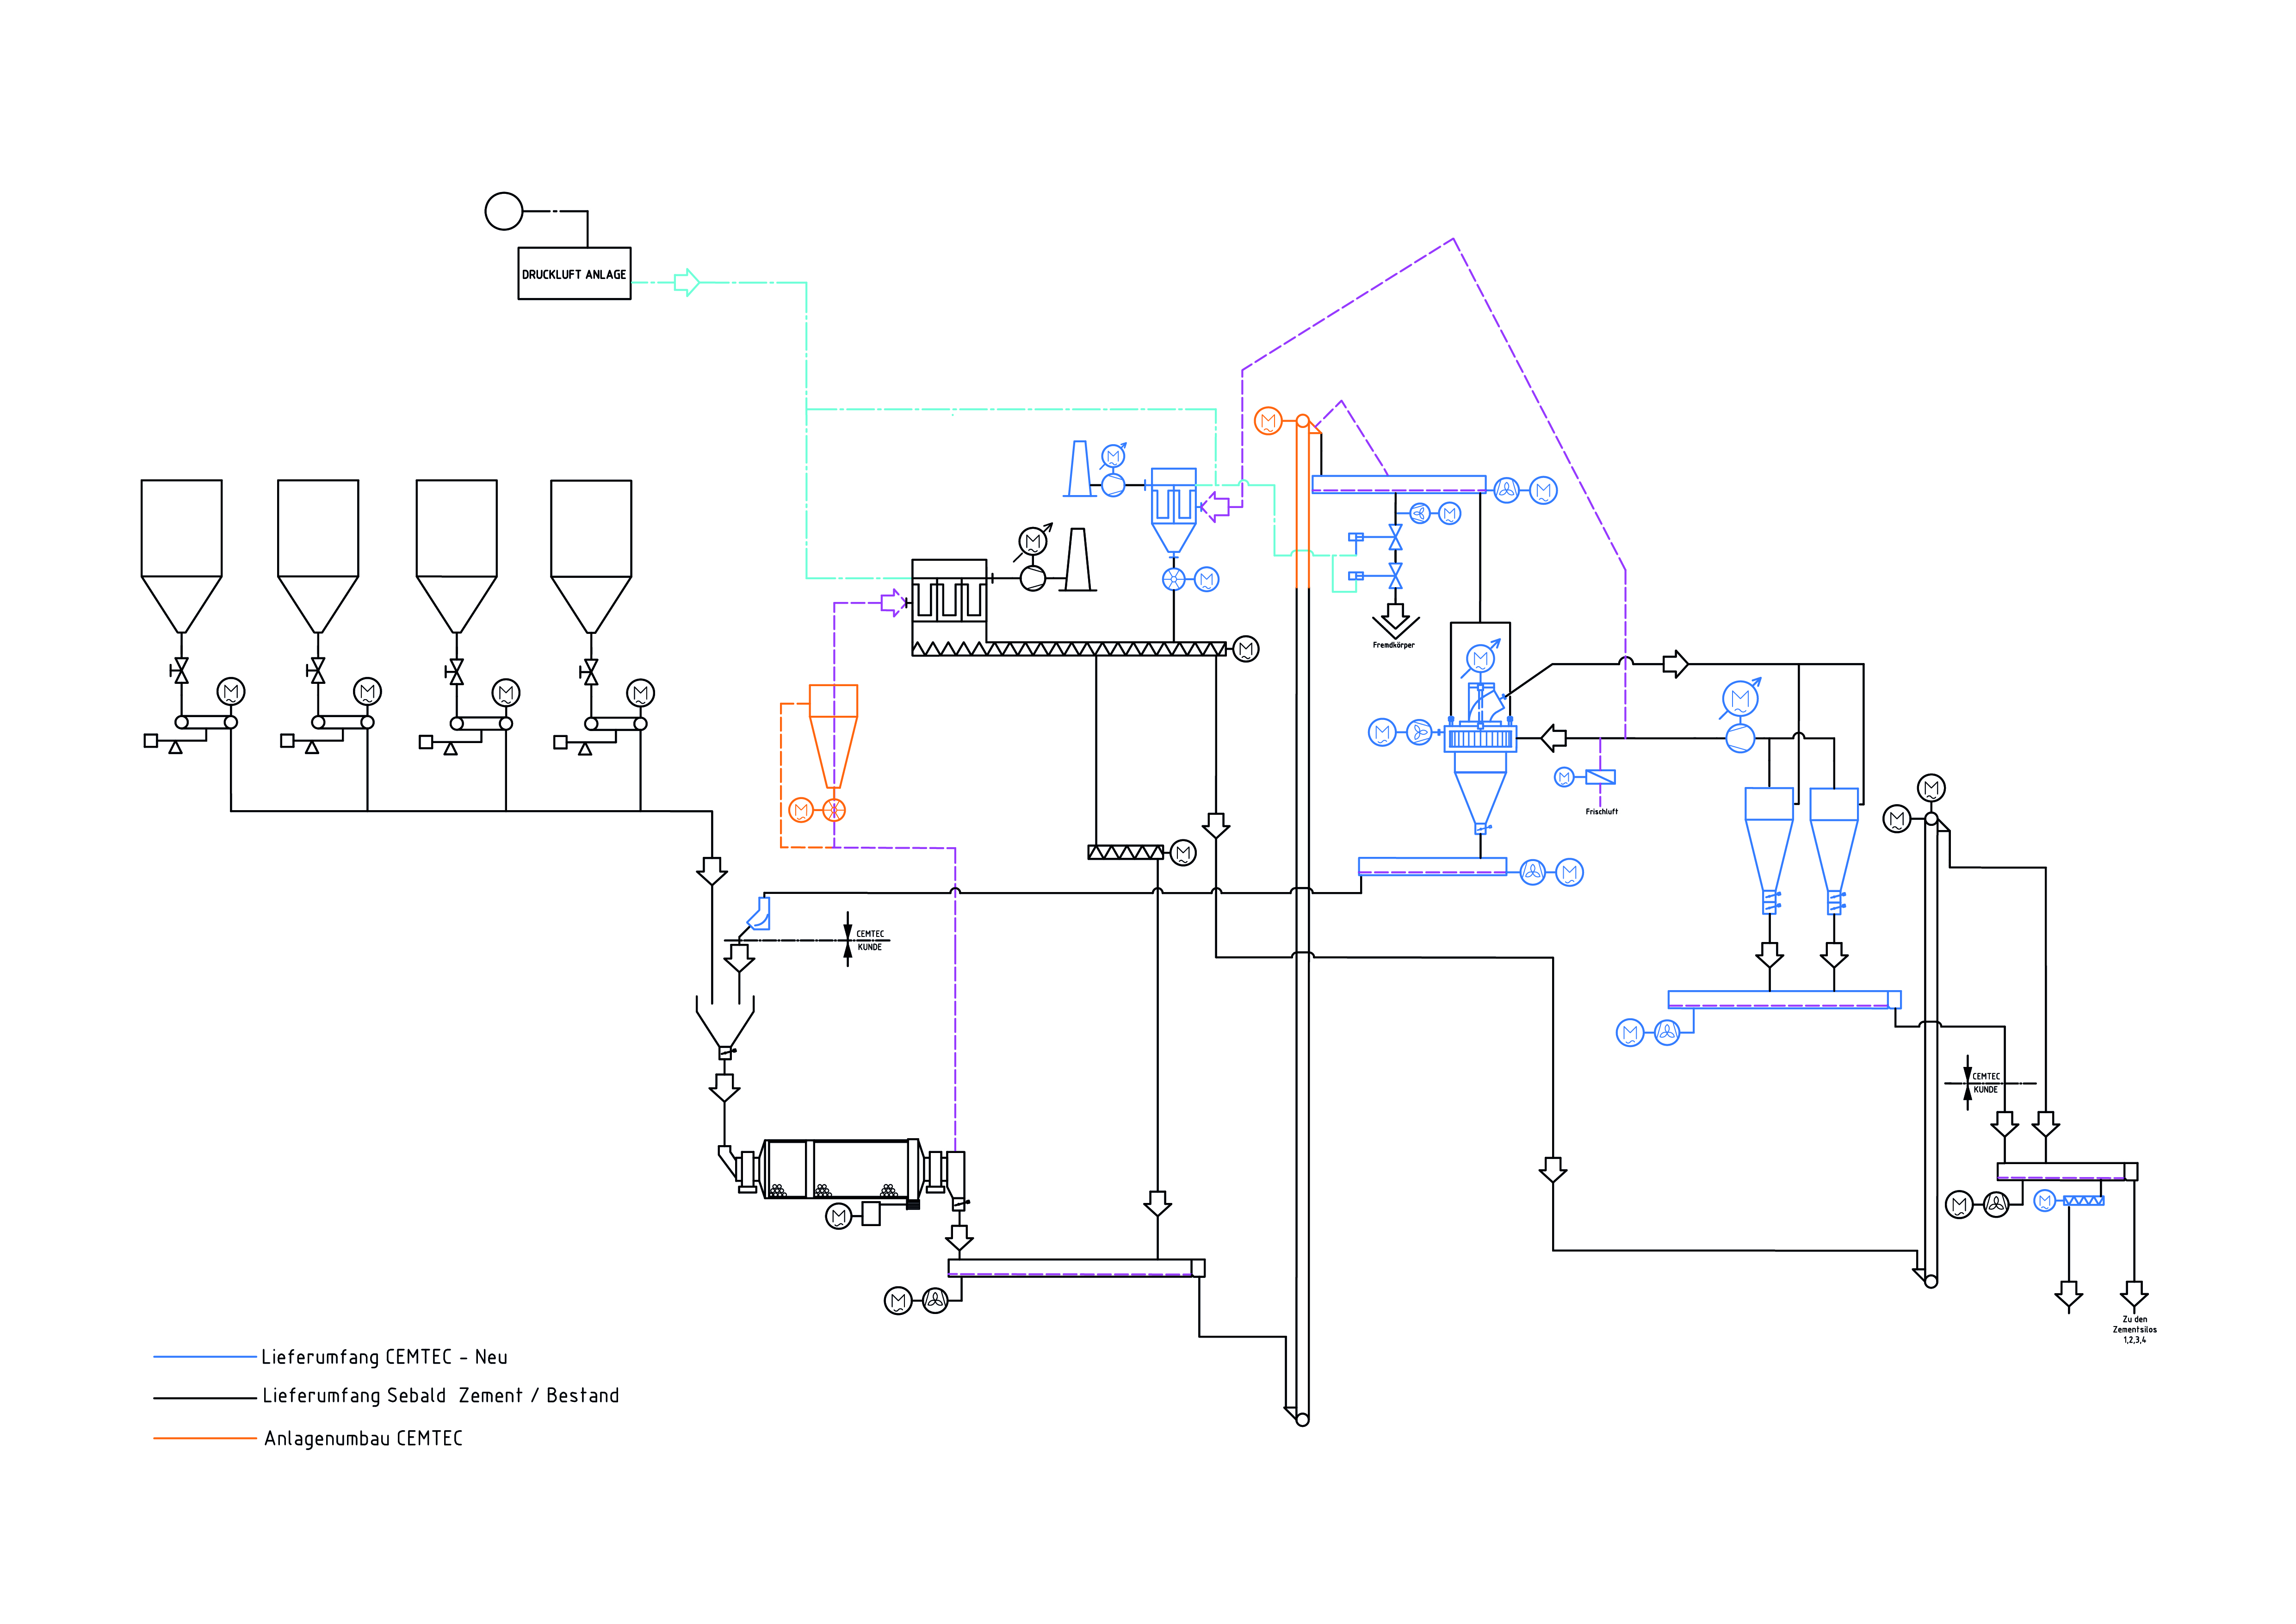 DRUCKLUFT ANLAGE
M
M
M
M
M
M
M
M
M
M
Fremdkörper
M
M
M
M
M
M
M
M
M
Frischluft
M
M
M
M
M
CEMTEC
KUNDE
M
CEMTEC
KUNDE
M
M
M
M
Zu den
Zementsilos
1,2,3,4
Lieferumfang CEMTEC - Neu
Lieferumfang Sebald Zement / Bestand
Anlagenumbau CEMTEC